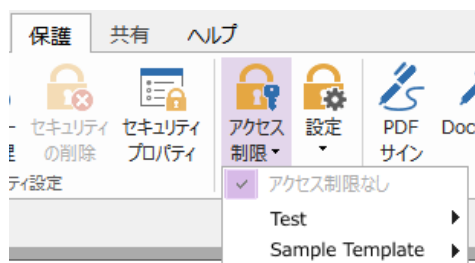 保護 共有 ヘルプ
セキュリティ セキュリティ アクセス 設定 PDF Doc
の削除 プロパティ 制限 サイン
ティ設定
アクセス制限なし
Test
Sample Template